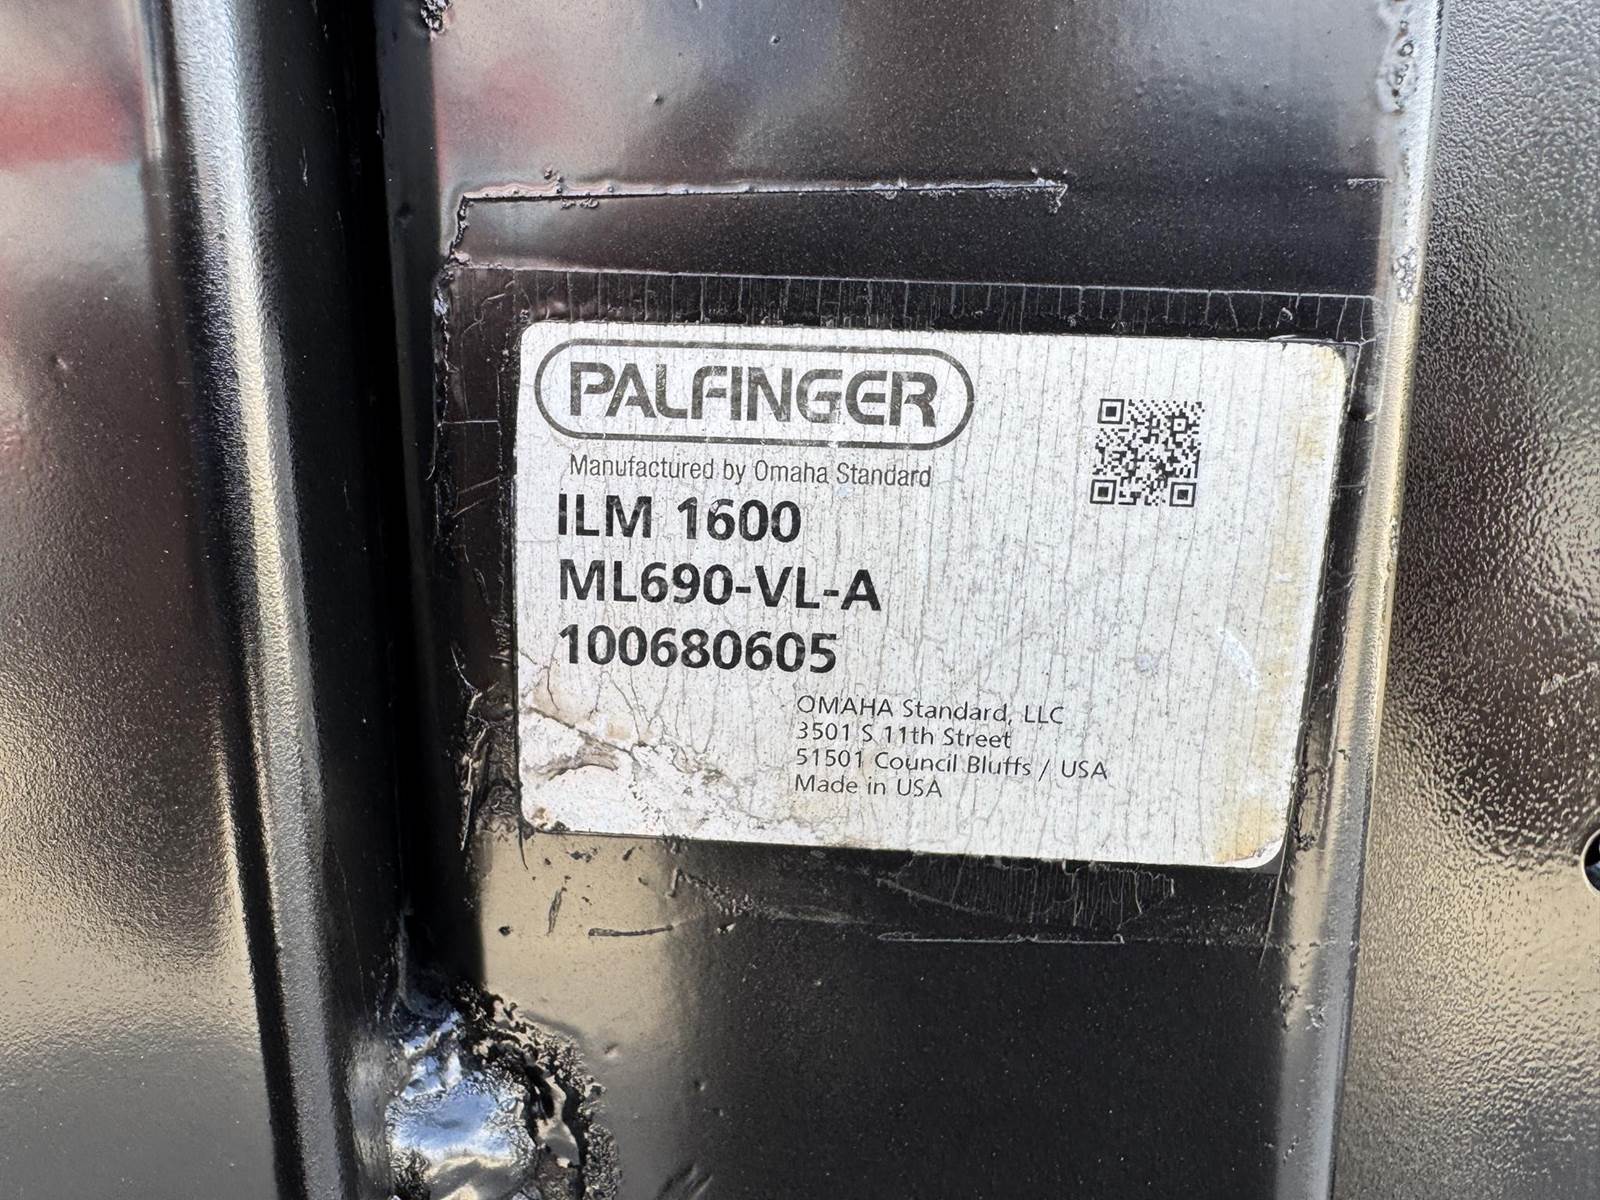 PALFINGER
Manufactured by Omaha Standard
ILM 1600
ML690-VL-A
100680605
OMAHA Standard, LLC
3501 S 11th Street
51501 Council Bluffs / USA
Made in USA